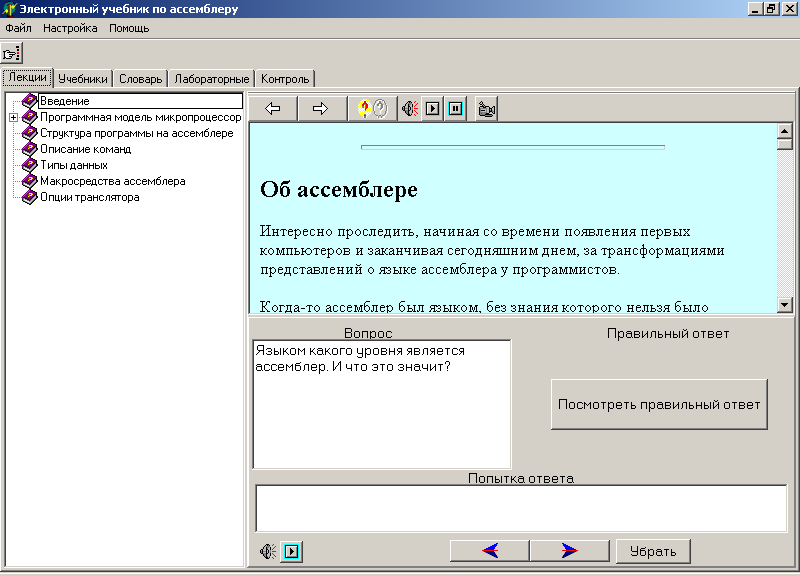 Электронный учебник по ассемблеру
Файл Настройка Помощь
Лекции Учебники Словарь Лабораторные Контроль
Введение
Программная модель микропроцессор
Структура программы на ассемблере
Описание команд
Типы данных
Макросредства ассемблера
Опции транслятора
Об ассемблере
Интересно проследить, начиная со времени появления первых
компьютеров и заканчивая сегодняшним днем, за трансформациями
представлений о языке ассемблера у программистов.
Когда-то ассемблер был языком, без знания которого нельзя было
Вопрос
Языком какого уровня является
ассемблер. И что это значит?
Правильный ответ
Посмотреть правильный ответ
Попытка ответа
Убрать